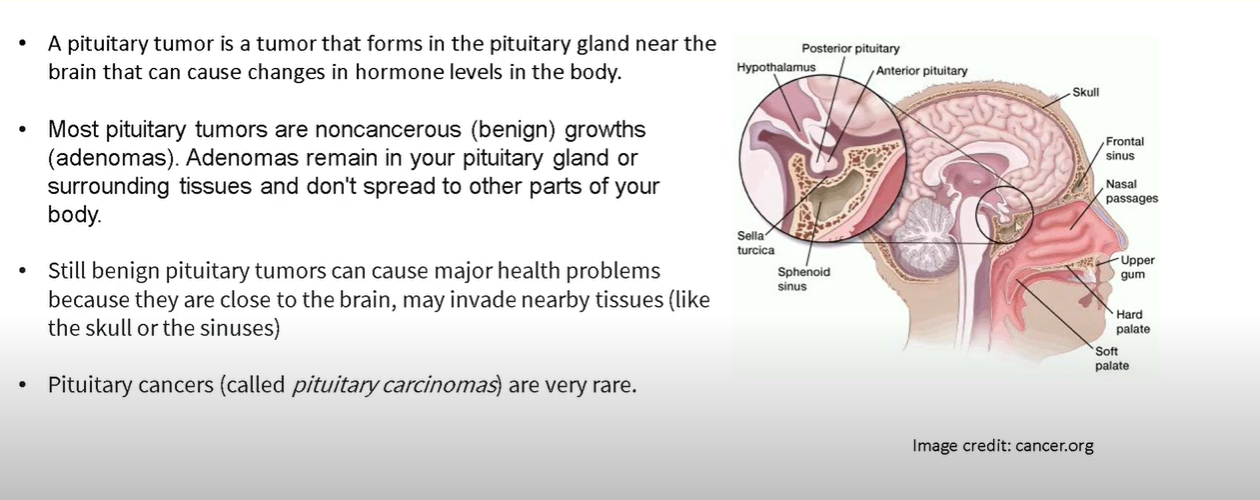 • A pituitary tumor is a tumor that forms in the pituitary gland near the
brain that can cause changes in hormone levels in the body.
• Most pituitary tumors are noncancerous (benign) growths
(adenomas). Adenomas remain in your pituitary gland or
surrounding tissues and don't spread to other parts of your
body.
• Still benign pituitary tumors can cause major health problems
because they are close to the brain, may invade nearby tissues (like
the skull or the sinuses)
• Pituitary cancers (called pituitary carcinomas) are very rare.
Posterior pituitary
Hypothalamus
Anterior pituitary
Skull
Frontal
sinus
Nasal
passages
Sella
turcica
Sphenoid
sinus
Upper
gum
Hard
palate
Soft
palate
Image credit: cancer.org